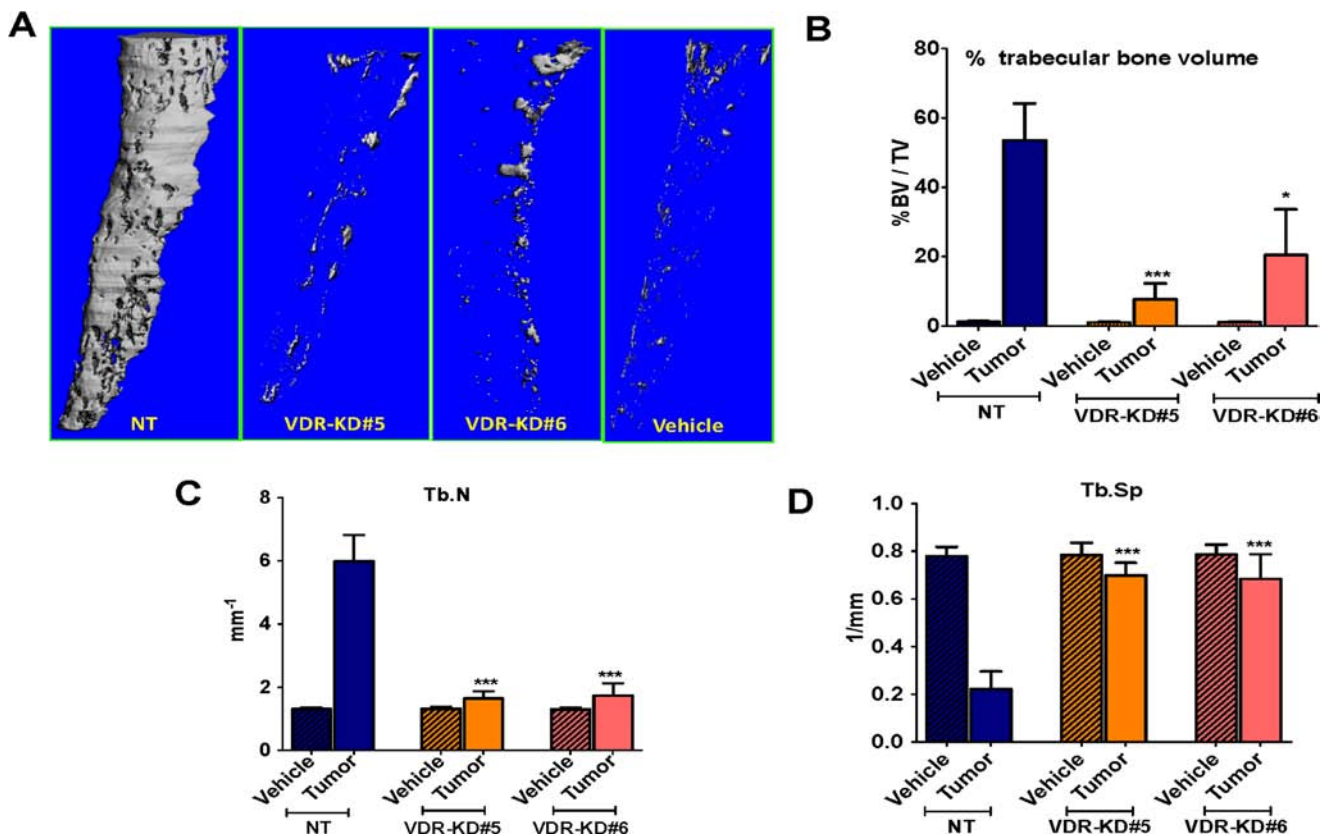 A
NT
VDR-KD#5
VDR-KD#6
Vehicle
B
% trabecular bone volume
%BV / TV
80
60
40
20
0
***
*
Vehicle
Tumor
Vehicle
Tumor
Vehicle
Tumor
NT
VDR-KD#5
VDR-KD#6
C
Tb.N
mm⁻¹
8
6
4
2
0
***
***
Vehicle
Tumor
Vehicle
Tumor
Vehicle
Tumor
NT
VDR-KD#5
VDR-KD#6
D
Tb.Sp
1/mm
1.0
0.8
0.6
0.4
0.2
0.0
***
***
Vehicle
Tumor
Vehicle
Tumor
Vehicle
Tumor
NT
VDR-KD#5
VDR-KD#6